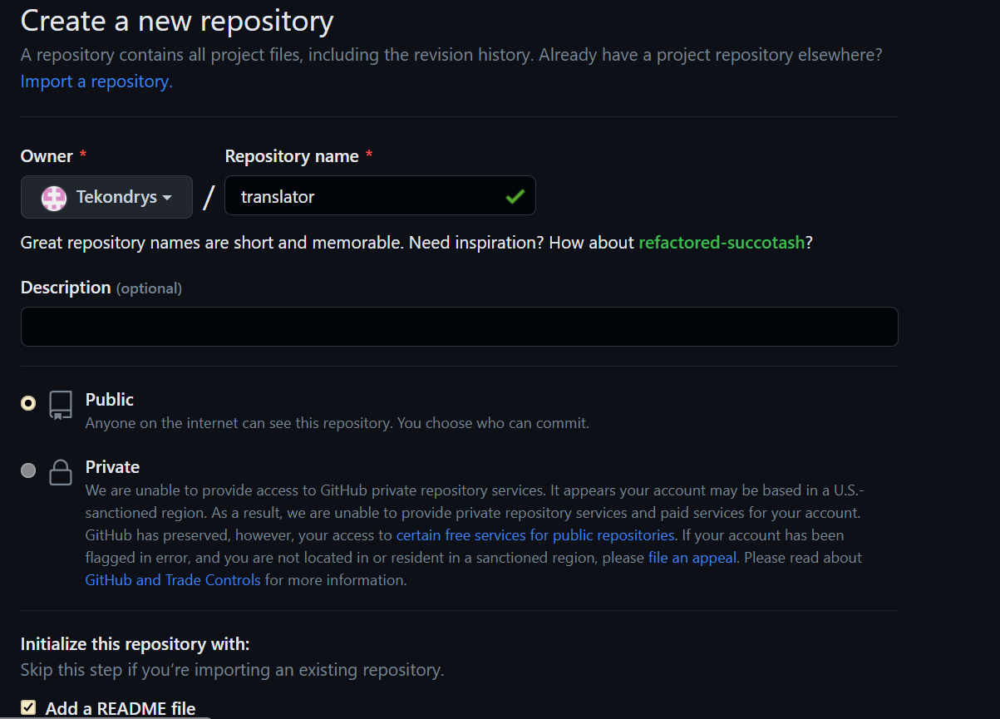 Create a new repository
A repository contains all project files, including the revision history. Already have a project repository elsewhere?
Import a repository.
Owner * Repository name *
Tekondrys / translator
Great repository names are short and memorable. Need inspiration? How about refactored-succotash?
Description (optional)
Public
Anyone on the internet can see this repository. You choose who can commit.
Private
We are unable to provide access to GitHub private repository services. It appears your account may be based in a U.S.-
sanctioned region. As a result, we are unable to provide private repository services and paid services for your account.
GitHub has preserved, however, your access to certain free services for public repositories. If your account has been
flagged in error, and you are not located in or resident in a sanctioned region, please file an appeal. Please read about
GitHub and Trade Controls for more information.
Initialize this repository with:
Skip this step if you’re importing an existing repository.
Add a README file